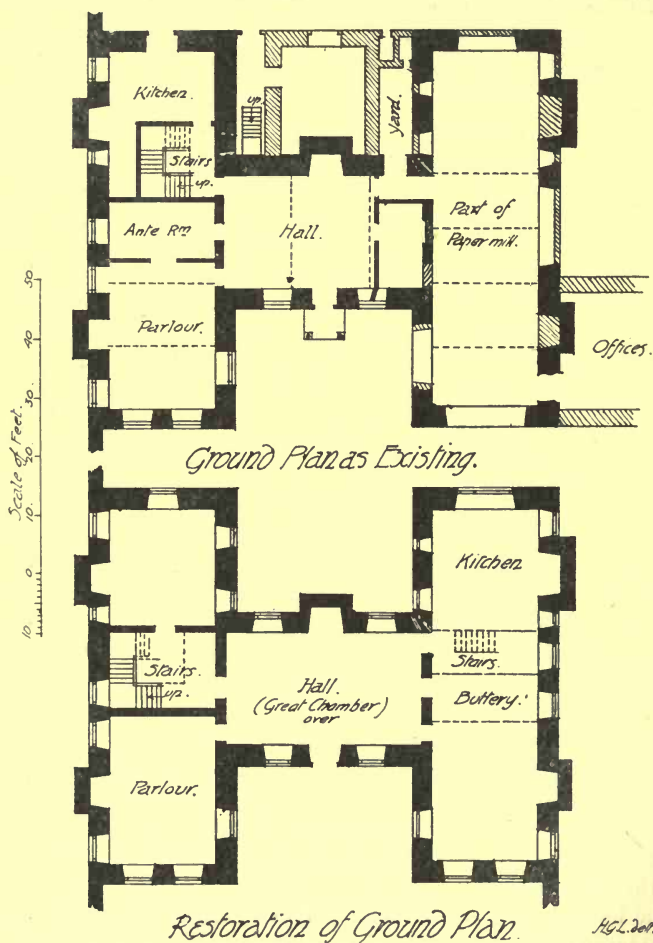 Kitchen.
up.
Yard.
Stairs
up.
Ante Rm
Hall.
Part of
Paper mill.
Parlour.
Offices.
Scale of Feet.
50
40
30
20
10
0
10
Ground Plan as Existing.
Kitchen
Stairs.
up.
Stairs.
Hall.
(Great Chamber)
over
Buttery.
Parlour.
Restoration of Ground Plan.
H.G.L.